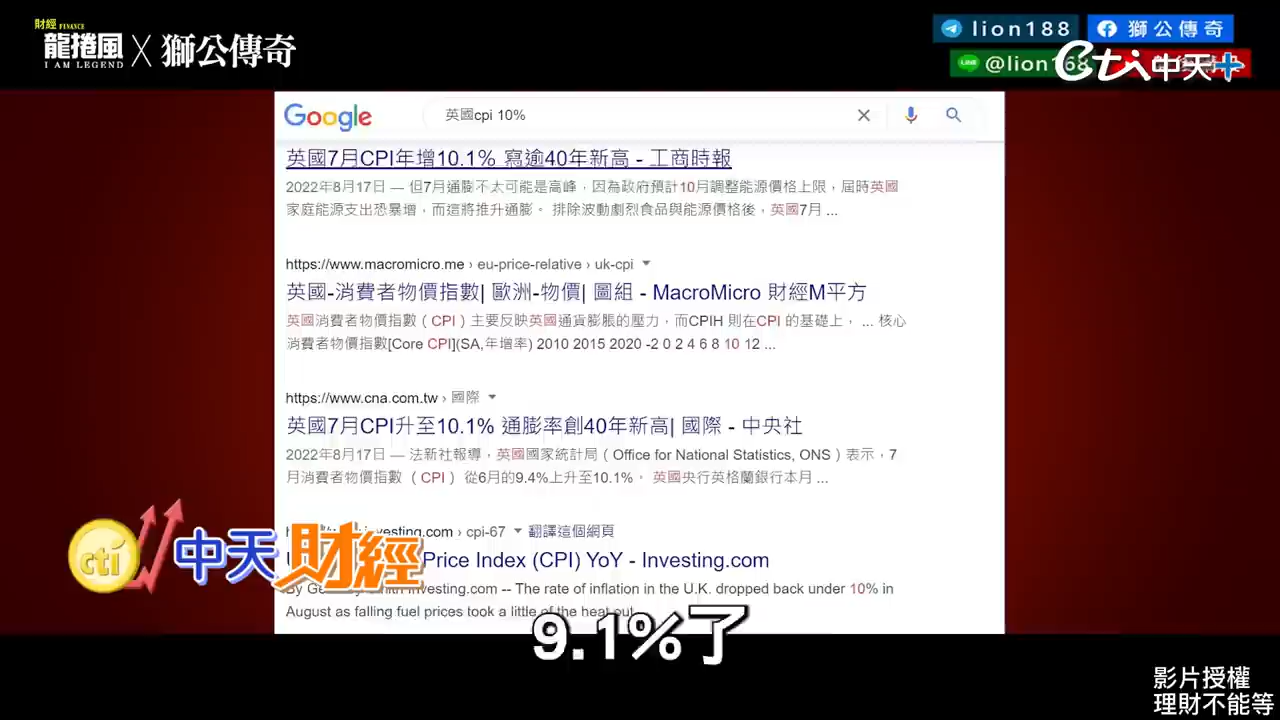 財經 FINANCE
龍捲風
I AM LEGEND
X 獅公傳奇
lion188
獅公傳奇
LINE @lion168
cti中天+
Google
英國cpi 10%
英國7月CPI年增10.1% 寫逾40年新高 - 工商時報
2022年8月17日 — 但7月通膨不太可能是高峰，因為政府預計10月調整能源價格上限，屆時英國
家庭能源支出恐暴增，而這將推升通膨。 排除波動劇烈食品與能源價格後，英國7月 ...
https://www.macromicro.me › eu-price-relative › uk-cpi
英國-消費者物價指數| 歐洲-物價| 圖組 - MacroMicro 財經M平方
英國消費者物價指數（CPI）主要反映英國通貨膨脹的壓力，而CPIH 則在CPI 的基礎上， ... 核心
消費者物價指數[Core CPI](SA,年增率) 2010 2015 2020 -2 0 2 4 6 8 10 12 ...
https://www.cna.com.tw › 國際
英國7月CPI升至10.1% 通膨率創40年新高| 國際 - 中央社
2022年8月17日 — 法新社報導，英國國家統計局（Office for National Statistics, ONS）表示，7
月消費者物價指數 （CPI） 從6月的9.4%上升至10.1%。 英國央行英格蘭銀行本月 ...
investing.com › cpi-67 翻譯這個網頁
Price Index (CPI) YoY - Investing.com
Investing.com -- The rate of inflation in the U.K. dropped back under 10% in
August as falling fuel prices took a little of the heat out
cti 中天財經
9.1%了
影片授權
理財不能等